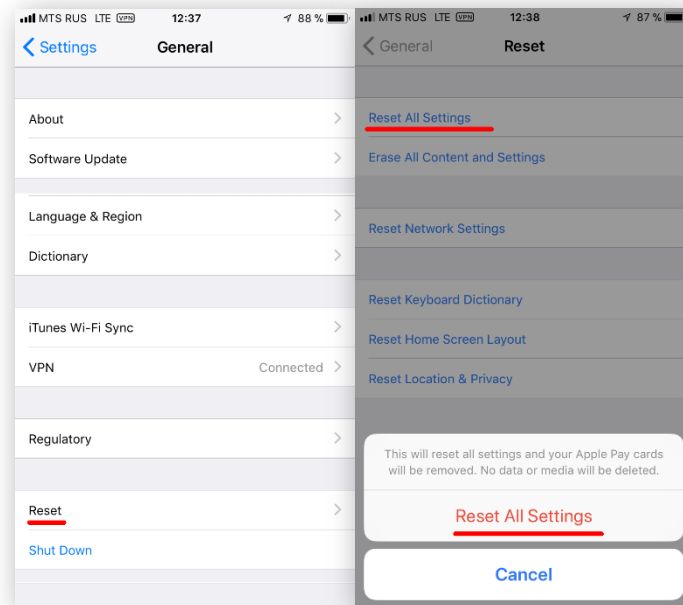 MTS RUS LTE VPN 12:37 88 %
Settings General
About
Software Update
Language & Region
Dictionary
iTunes Wi-Fi Sync
VPN Connected
Regulatory
Reset
Shut Down
MTS RUS LTE VPN 12:38 87 %
General Reset
Reset All Settings
Erase All Content and Settings
Reset Network Settings
Reset Keyboard Dictionary
Reset Home Screen Layout
Reset Location & Privacy
This will reset all settings and your Apple Pay cards
will be removed. No data or media will be deleted.
Reset All Settings
Cancel